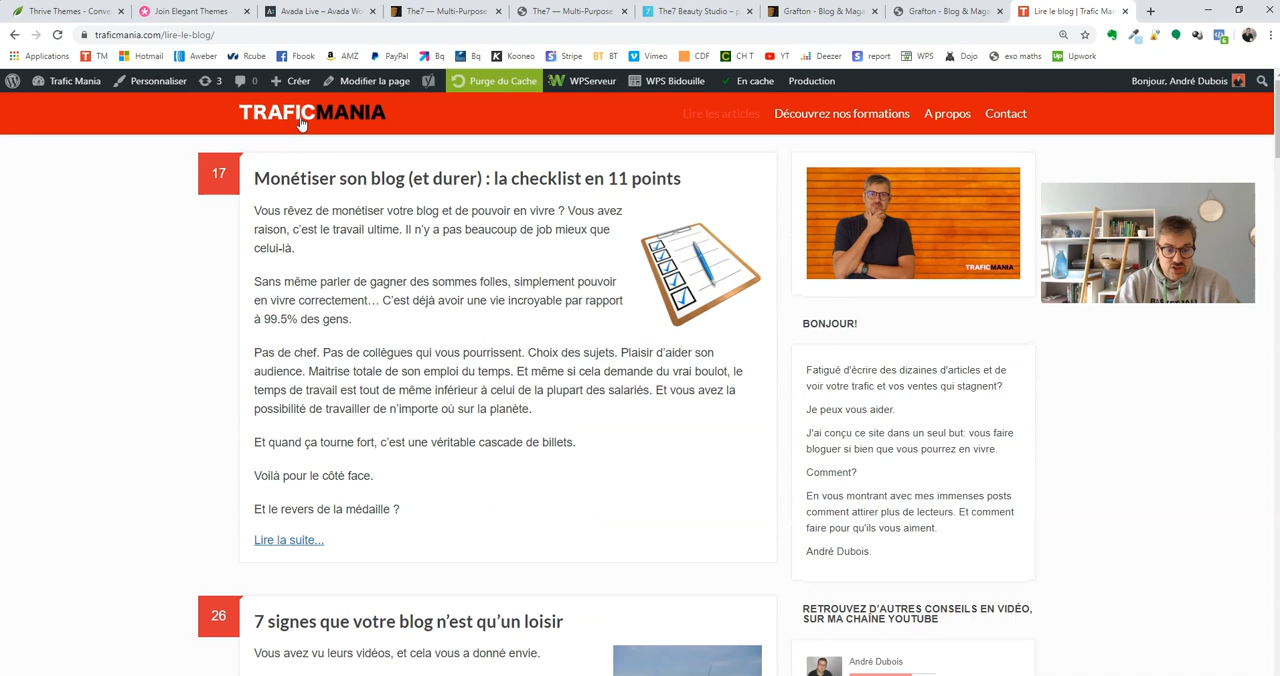 Thrive Themes – Conve
Join Elegant Themes
Avada Live – Avada Wo
The7 — Multi-Purpose
The7 — Multi-Purpose
The7 Beauty Studio – p
Grafton - Blog & Maga
Grafton - Blog & Maga
Lire le blog | Trafic Man
traficmania.com/lire-le-blog/
Applications TM Hotmail Aweber Rcube Fbook AMZ PayPal Bq Bq Kooneo Stripe BT Vimeo CDF CH T YT Deezer report WPS Dojo exo maths Upwork
Trafic Mania Personnaliser 3 0 Créer Modifier la page Purge du Cache WPServeur WPS Bidouille En cache Production Bonjour, André Dubois
TRAFICMANIA
Lire les articles Découvrez nos formations A propos Contact
17
Monétiser son blog (et durer) : la checklist en 11 points
Vous rêvez de monétiser votre blog et de pouvoir en vivre ? Vous avez
raison, c'est le travail ultime. Il n'y a pas beaucoup de job mieux que
celui-là.
Sans même parler de gagner des sommes folles, simplement pouvoir
en vivre correctement… C'est déjà avoir une vie incroyable par rapport
à 99.5% des gens.
Pas de chef. Pas de collègues qui vous pourrissent. Choix des sujets. Plaisir d'aider son
audience. Maitrise totale de son emploi du temps. Et même si cela demande du vrai boulot, le
temps de travail est tout de même inférieur à celui de la plupart des salariés. Et vous avez la
possibilité de travailler de n'importe où sur la planète.
Et quand ça tourne fort, c'est une véritable cascade de billets.
Voilà pour le côté face.
Et le revers de la médaille ?
Lire la suite...
26
7 signes que votre blog n'est qu'un loisir
Vous avez vu leurs vidéos, et cela vous a donné envie.
TRAFICMANIA
BONJOUR!
Fatigué d'écrire des dizaines d'articles et de
voir votre trafic et vos ventes qui stagnent?
Je peux vous aider.
J'ai conçu ce site dans un seul but: vous faire
bloguer si bien que vous pourrez en vivre.
Comment?
En vous montrant avec mes immenses posts
comment attirer plus de lecteurs. Et comment
faire pour qu'ils vous aiment.
André Dubois.
RETROUVEZ D'AUTRES CONSEILS EN VIDÉO,
SUR MA CHAÎNE YOUTUBE
André Dubois